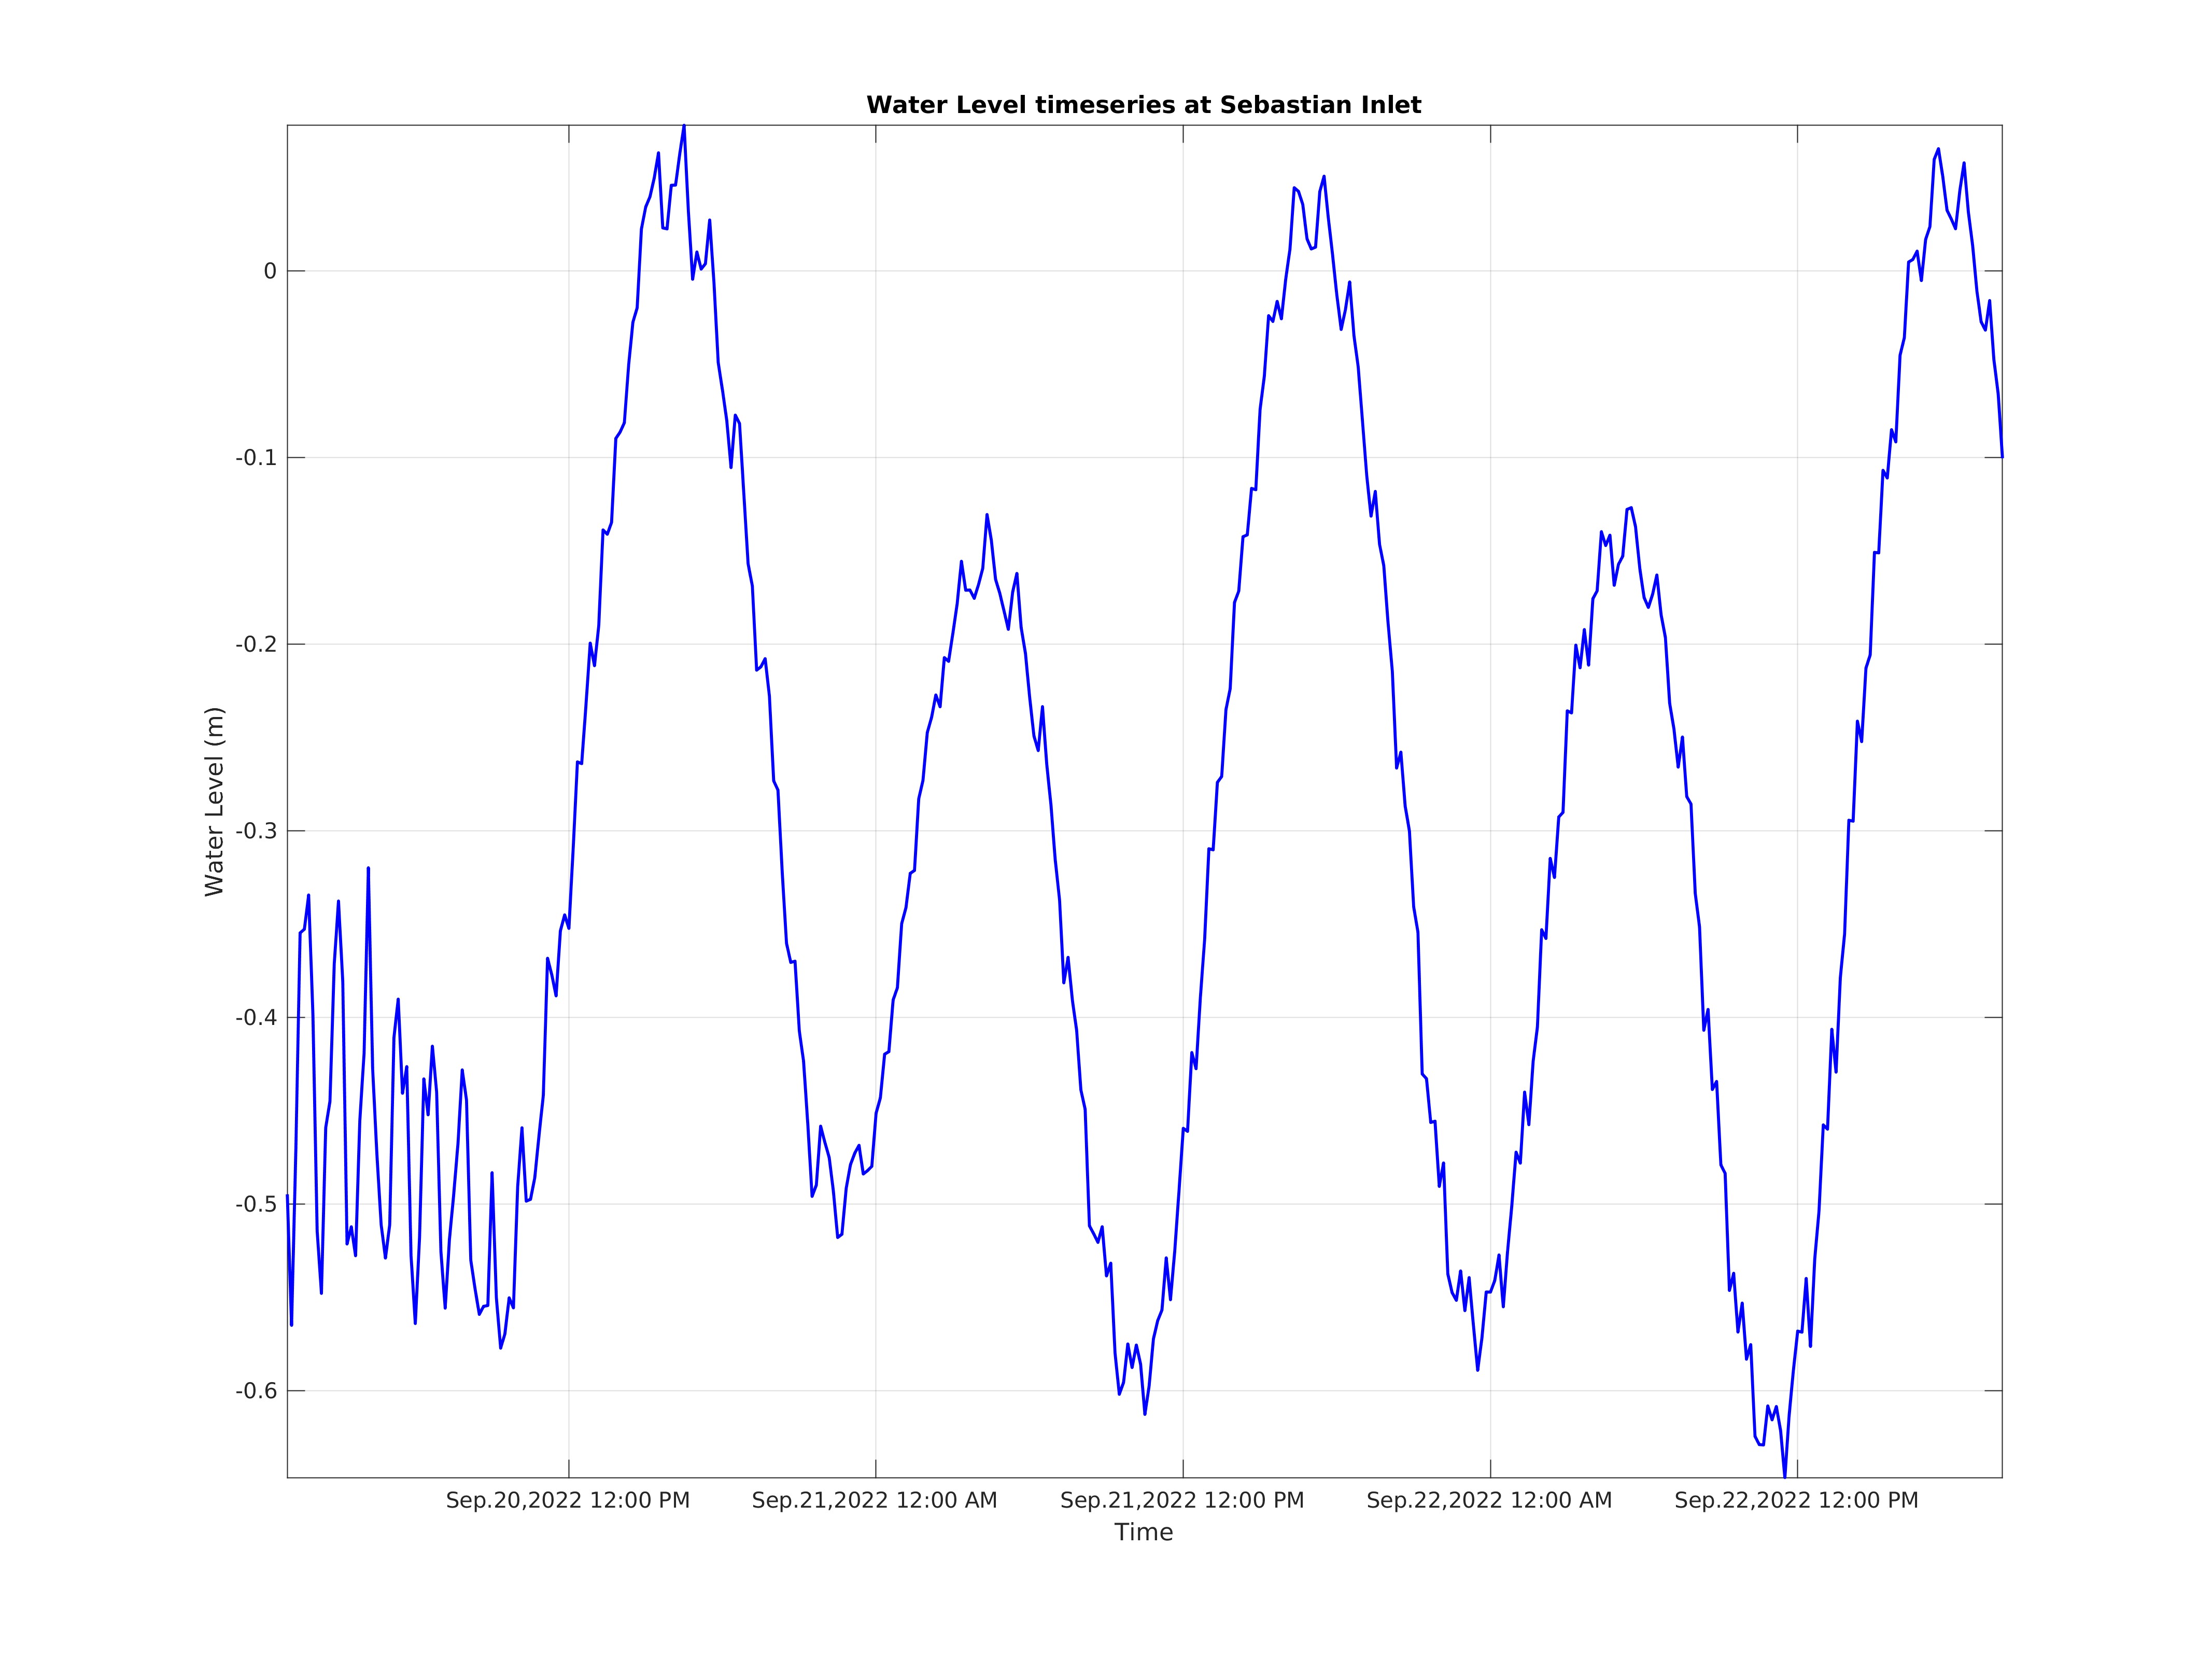 Water Level timeseries at Sebastian Inlet
0
-0.1
-0.2
-0.3
-0.4
-0.5
-0.6
Water Level (m)
Sep.20,2022 12:00 PM
Sep.21,2022 12:00 AM
Sep.21,2022 12:00 PM
Sep.22,2022 12:00 AM
Sep.22,2022 12:00 PM
Time